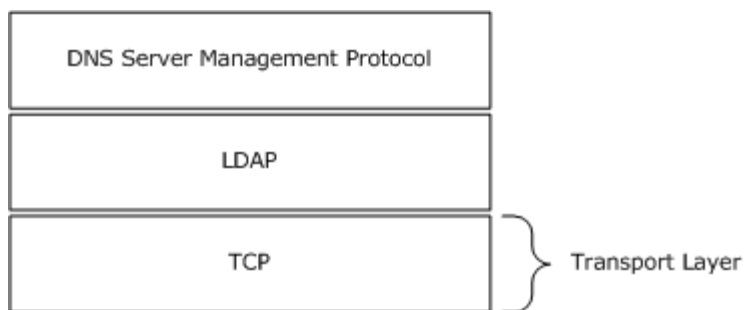 DNS Server Management Protocol
LDAP
TCP
Transport Layer